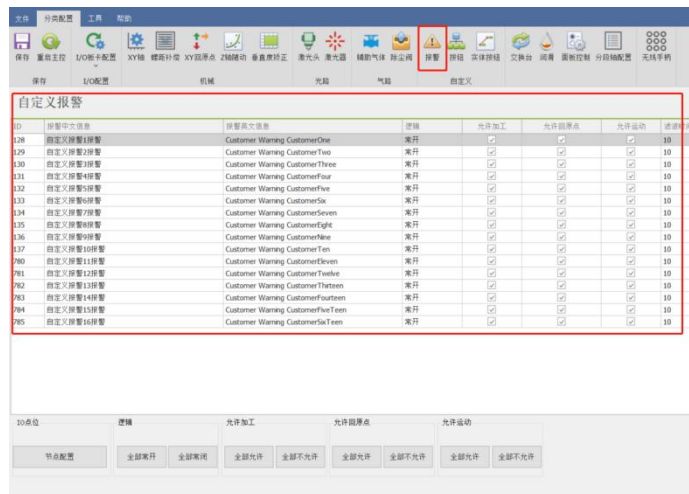 文件 分类配置 工具 帮助
保存 重启主控 I/O板卡配置 XY轴 螺距补偿 XY回原点 Z轴随动 垂直度矫正 激光头 激光器 辅助气体 除尘阀 报警 按钮 实体按钮 交换台 润滑 面板控制 分段轴配置 无线手柄
保存 I/O配置 机械 光路 气路 自定义
自定义报警
ID 报警中文信息 报警英文信息 逻辑 允许加工 允许回原点 允许运动 滤波时
128 自定义报警1报警 Customer Warning CustomerOne 常开 10
129 自定义报警2报警 Customer Warning CustomerTwo 常开 10
130 自定义报警3报警 Customer Warning CustomerThree 常开 10
131 自定义报警4报警 Customer Warning CustomerFour 常开 10
132 自定义报警5报警 Customer Warning CustomerFive 常开 10
133 自定义报警6报警 Customer Warning CustomerSix 常开 10
134 自定义报警7报警 Customer Warning CustomerSeven 常开 10
135 自定义报警8报警 Customer Warning CustomerEight 常开 10
136 自定义报警9报警 Customer Warning CustomerNine 常开 10
137 自定义报警10报警 Customer Warning CustomerTen 常开 10
780 自定义报警11报警 Customer Warning CustomerEleven 常开 10
781 自定义报警12报警 Customer Warning CustomerTwelve 常开 10
782 自定义报警13报警 Customer Warning CustomerThirteen 常开 10
783 自定义报警14报警 Customer Warning CustomerFourteen 常开 10
784 自定义报警15报警 Customer Warning CustomerFiveTeen 常开 10
785 自定义报警16报警 Customer Warning CustomerSixTeen 常开 10
IO点位 逻辑 允许加工 允许回原点 允许运动
节点配置 全部常开 全部常闭 全部允许 全部不允许 全部允许 全部不允许 全部允许 全部不允许